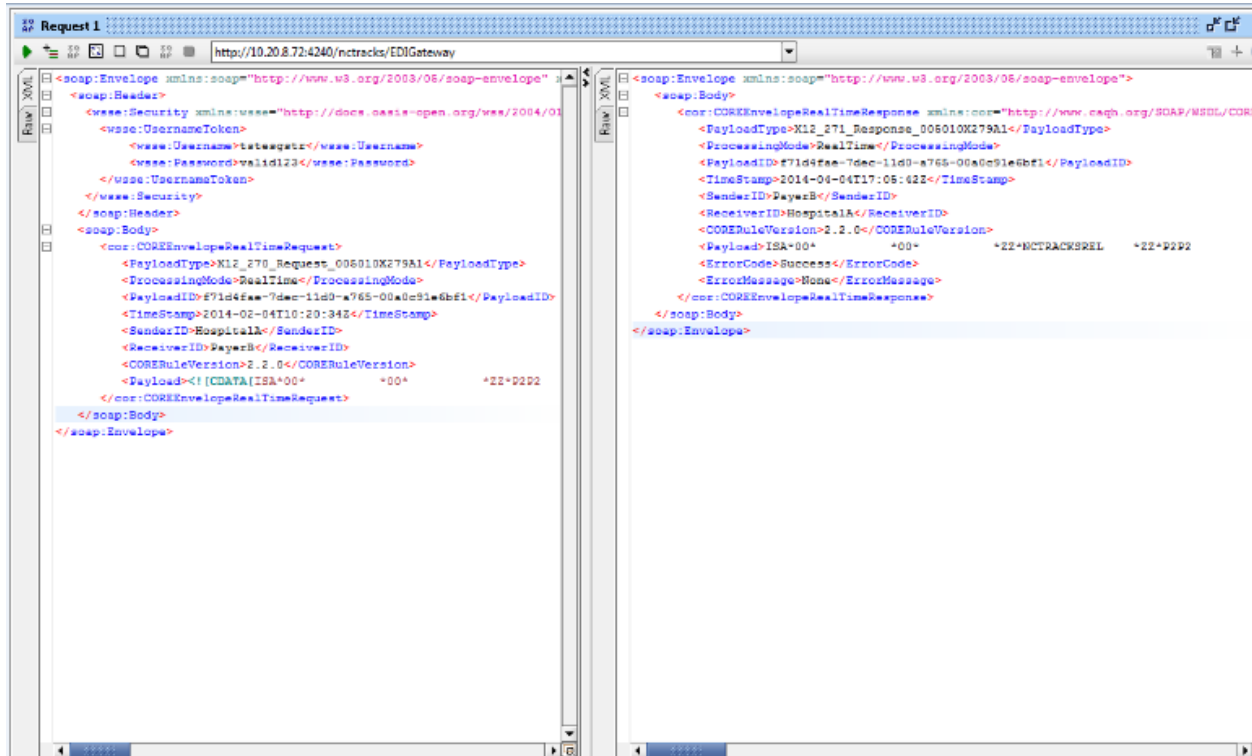 Request 1
http://10.20.8.72:4240/nctracks/EDIGateway
XML
Raw
<soap:Envelope xmlns:soap="http://www.w3.org/2003/05/soap-envelope"
<soap:Header>
<wsse:Security xmlns:wsse="http://docs.oasis-open.org/wss/2004/01
<wsse:UsernameToken>
<wsse:Username>tstesgstr</wsse:Username>
<wsse:Password>valid123</wsse:Password>
</wsse:UsernameToken>
</wsse:Security>
</soap:Header>
<soap:Body>
<cor:COREEnvelopeRealTimeRequest>
<PayloadType>X12_270_Request_005010X279A1</PayloadType>
<ProcessingMode>RealTime</ProcessingMode>
<PayloadID>f71d4fae-7dec-11d0-a765-00a0c91e6bf1</PayloadID>
<TimeStamp>2014-02-04T10:20:34Z</TimeStamp>
<SenderID>HospitalA</SenderID>
<ReceiverID>PayerB</ReceiverID>
<CORERuleVersion>2.2.0</CORERuleVersion>
<Payload><![CDATA[ISA*00* *00* *ZZ*P2P2
</cor:COREEnvelopeRealTimeRequest>
</soap:Body>
</soap:Envelope>
XML
Raw
<soap:Envelope xmlns:soap="http://www.w3.org/2003/05/soap-envelope">
<soap:Body>
<cor:COREEnvelopeRealTimeResponse xmlns:cor="http://www.caqh.org/SOAP/WSDL/COR
<PayloadType>X12_271_Response_005010X279A1</PayloadType>
<ProcessingMode>RealTime</ProcessingMode>
<PayloadID>f71d4fae-7dec-11d0-a765-00a0c91e6bf1</PayloadID>
<TimeStamp>2014-04-04T17:05:42Z</TimeStamp>
<SenderID>PayerB</SenderID>
<ReceiverID>HospitalA</ReceiverID>
<CORERuleVersion>2.2.0</CORERuleVersion>
<Payload>ISA*00* *00* *ZZ*NCTRACKSREL *ZZ*P2P2
<ErrorCode>Success</ErrorCode>
<ErrorMessage>None</ErrorMessage>
</cor:COREEnvelopeRealTimeResponse>
</soap:Body>
</soap:Envelope>